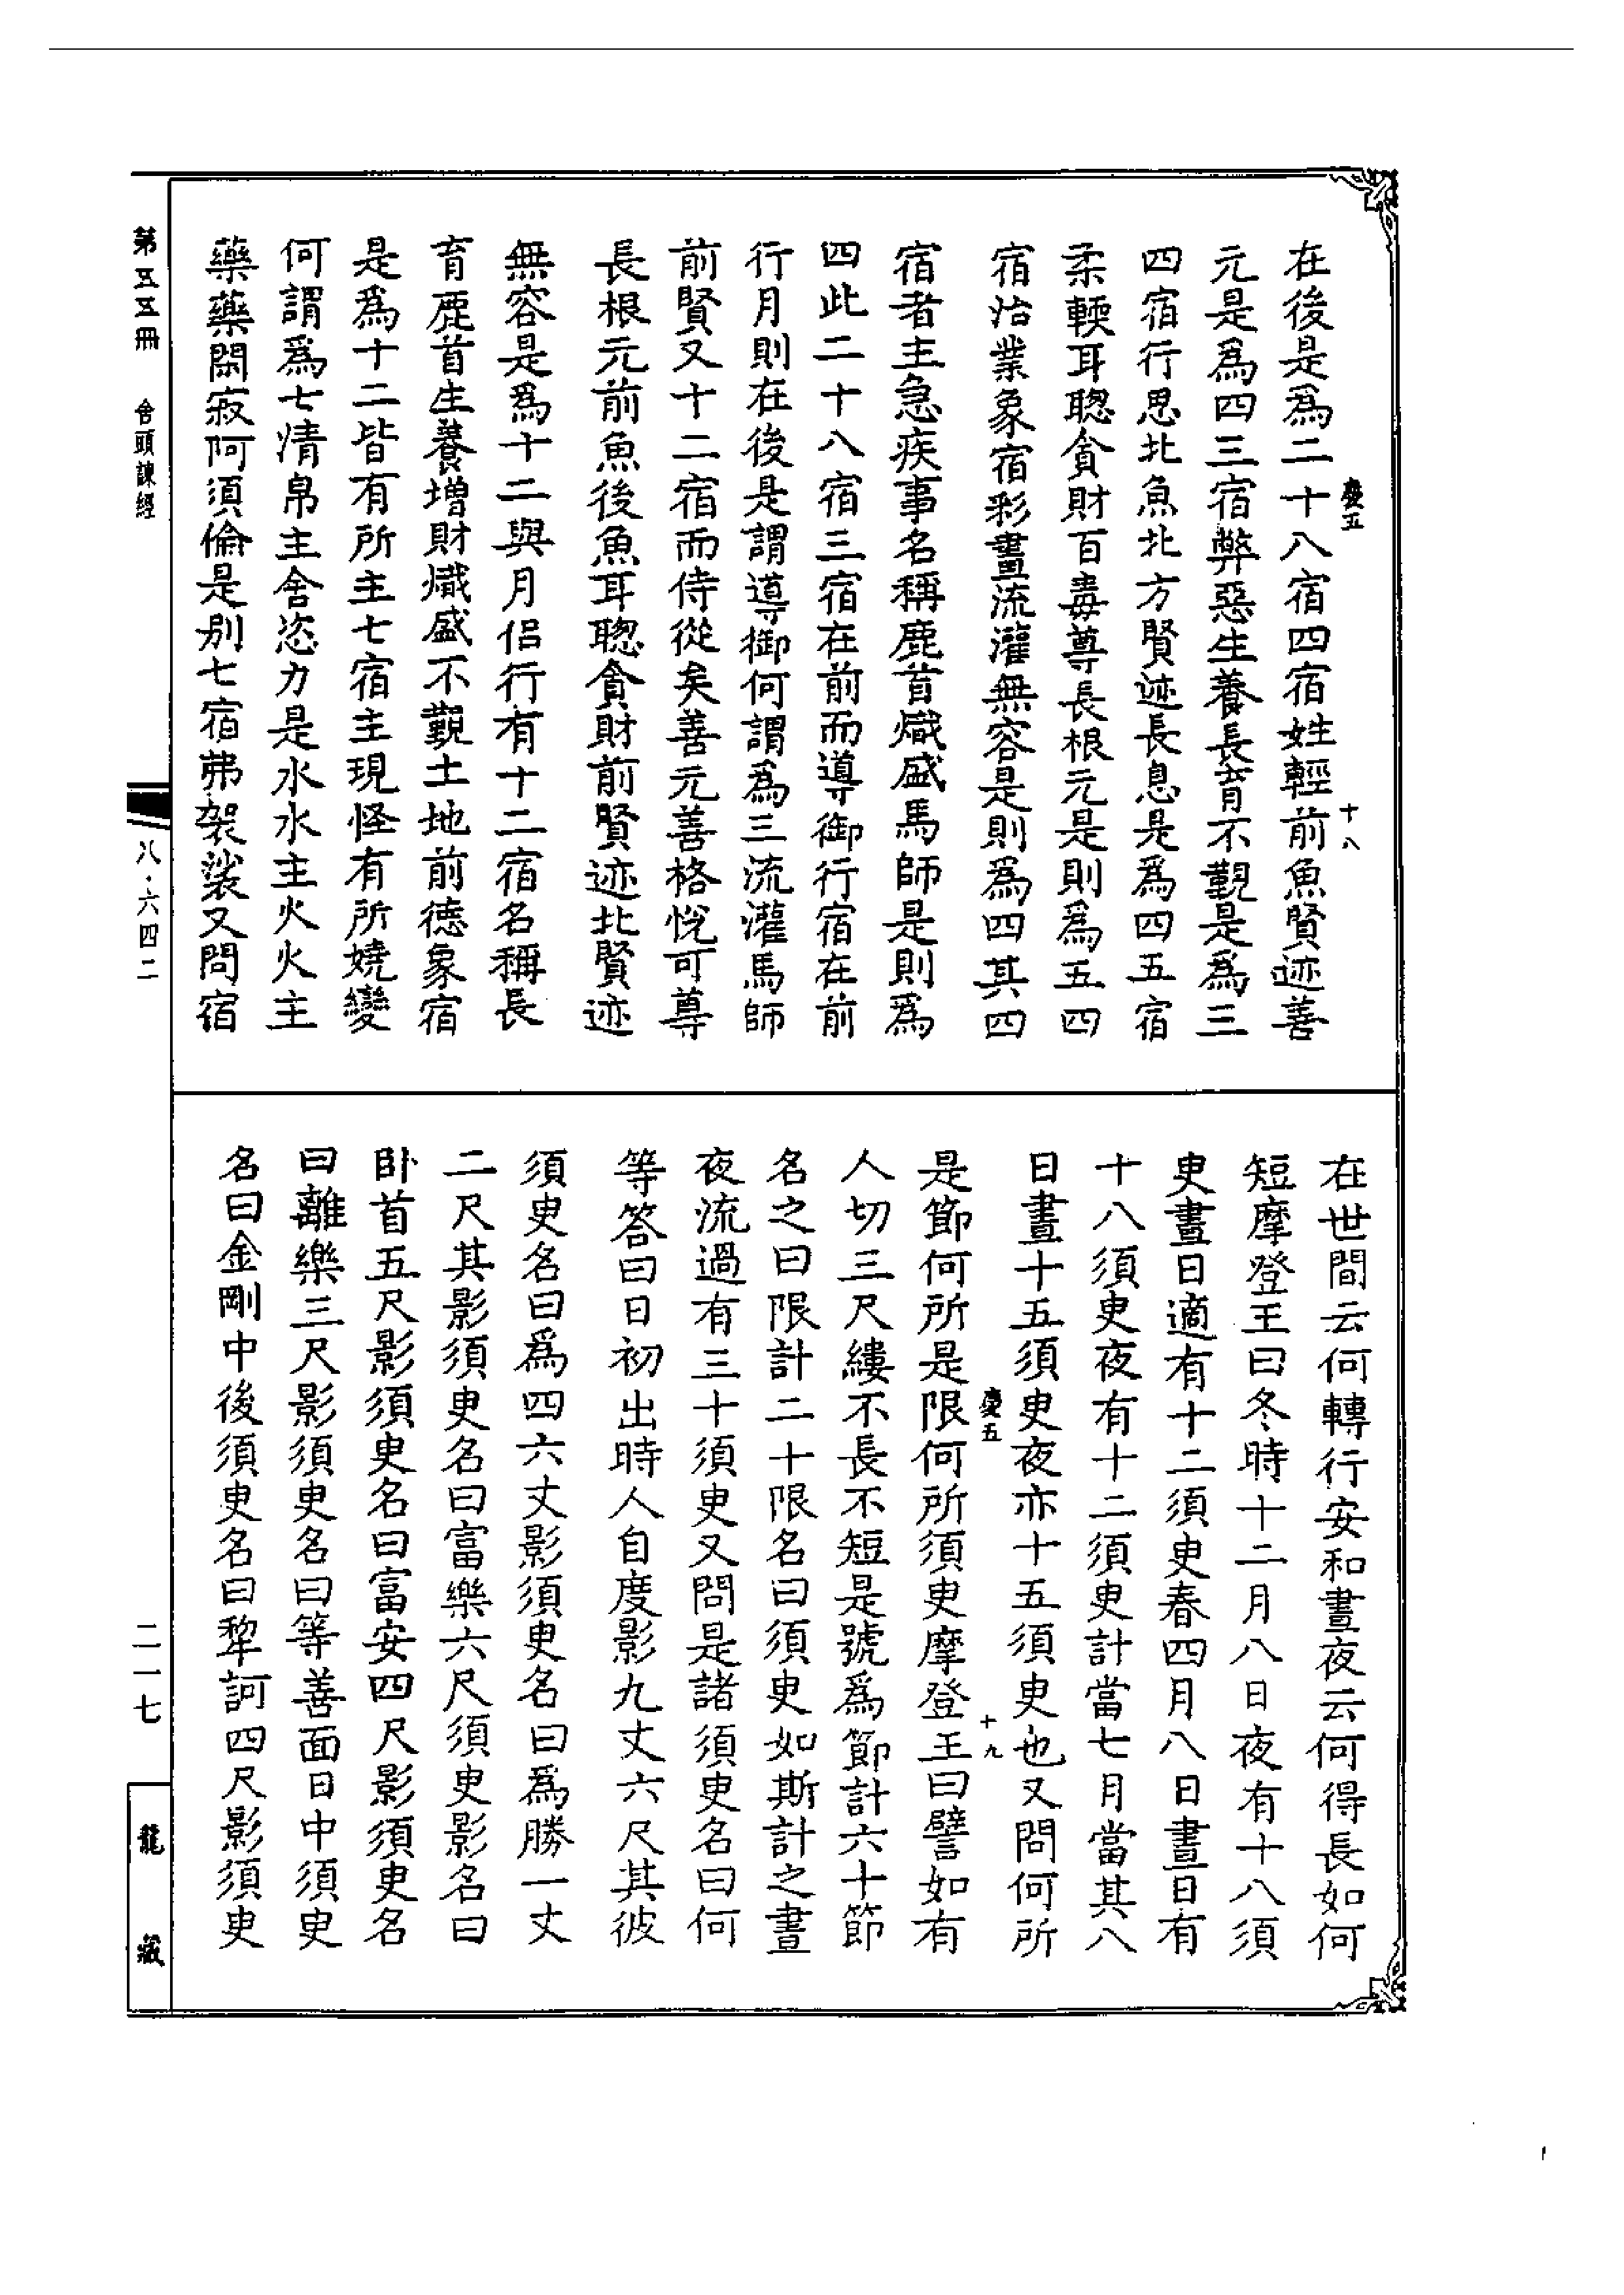 在後是爲二十八宿四宿姓輕前魚賢迹善
元是爲四三宿弊惡生養長育不觀是爲三
四宿行思北魚北方賢迹長息是爲四五宿
柔輭耳聦貪財百毒尊長根元是則爲五四
宿治業象宿彩畫流灌無容是則爲四其四
宿者主急疾事名稱鹿首熾盛馬師是則爲
四此二十八宿三宿在前而導御行宿在前
行月則在後是謂導御何謂爲三流灌馬師
前賢又十二宿而侍從矣善元善格悅可尊
長根元前魚後魚耳聦貪財前賢迹北賢迹
無容是爲十二與月侶行有十二宿名稱長
育鹿首生養增財熾盛不觀土地前德象宿
是爲十二皆有所主七宿主現怪有所嬈變
何謂爲七清帛主舍恣力是水水主火火主
藥藥閑寂阿須倫是別七宿弗袈裟又問宿
慶五
十八
在世間云何轉行安和晝夜云何得長如何
短摩登王曰冬時十二月八日夜有十八須
臾晝日適有十二須臾春四月八日晝日有
十八須臾夜有十二須臾計當七月當其八
日晝十五須臾夜亦十五須臾也又問何所
是節何所是限何所須臾摩登王曰譬如有
人切三尺縷不長不短是號爲節計六十節
名之曰限計二十限名曰須臾如斯計之晝
夜流過有三十須臾又問是諸須臾名曰何
等答曰日初出時人自度影九丈六尺其彼
須臾名曰爲四六丈影須臾名曰爲勝一丈
二尺其影須臾名曰富樂六尺須臾影名曰
卧首五尺影須臾名曰富安四尺影須臾名
曰離樂三尺影須臾名曰等善面日中須臾
名曰金剛中後須臾名曰犂訶四尺影須臾
慶五
十九
第五五冊
舍頭諫經
八·六四二
二一七
龍藏